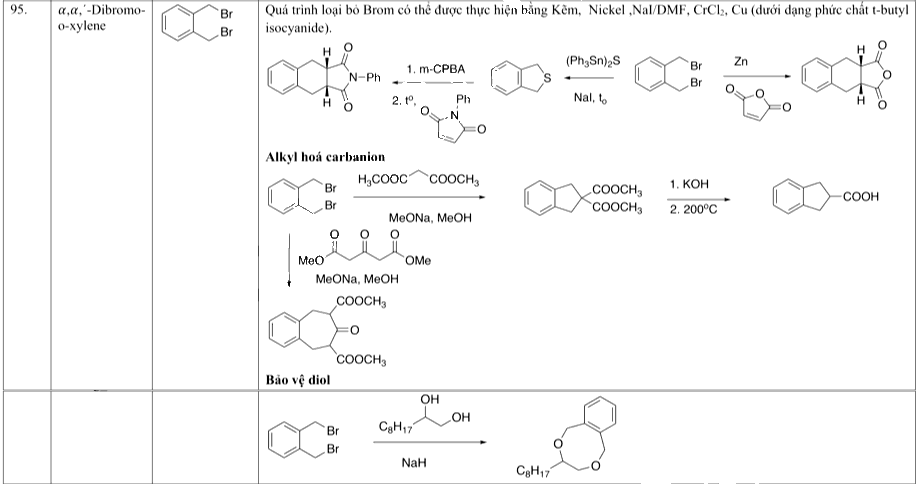 95.
α,α,´-Dibromo-
o-xylene
Br
Br
Quá trình loại bỏ Brom có thể được thực hiện bằng Kẽm, Nickel ,NaI/DMF, CrCl2, Cu (dưới dạng phức chất t-butyl
isocyanide).
H
H
O
N
O
Ph
1. m-CPBA
2. tº,
O
N
Ph
O
S
(Ph3Sn)2S
NaI, to
Br
Br
Zn
O
O
O
H
H
O
O
O
Alkyl hoá carbanion
Br
Br
H3COOC
COOCH3
MeONa, MeOH
COOCH3
COOCH3
1. KOH
2. 200ºC
COOH
O
O
O
MeO
OMe
MeONa, MeOH
COOCH3
O
COOCH3
Bảo vệ diol
Br
Br
OH
OH
C8H17
NaH
O
O
C8H17